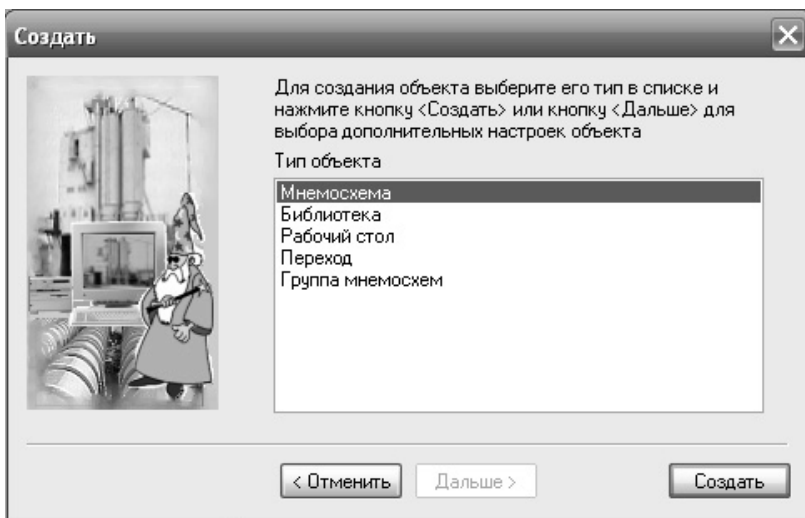 Создать
Для создания объекта выберите его тип в списке и
нажмите кнопку <Создать> или кнопку <Дальше> для
выбора дополнительных настроек объекта
Тип объекта
Мнемосхема
Библиотека
Рабочий стол
Переход
Группа мнемосхем
< Отменить
Дальше >
Создать